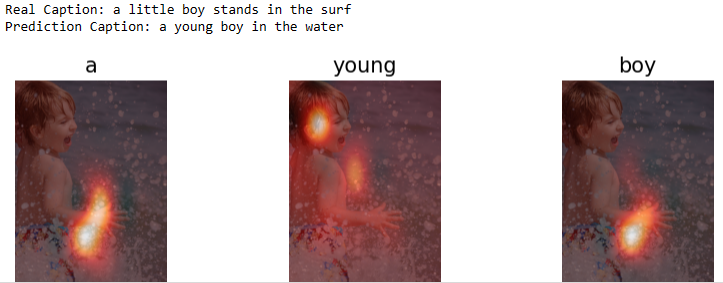 Real Caption: a little boy stands in the surf
Prediction Caption: a young boy in the water
a young boy